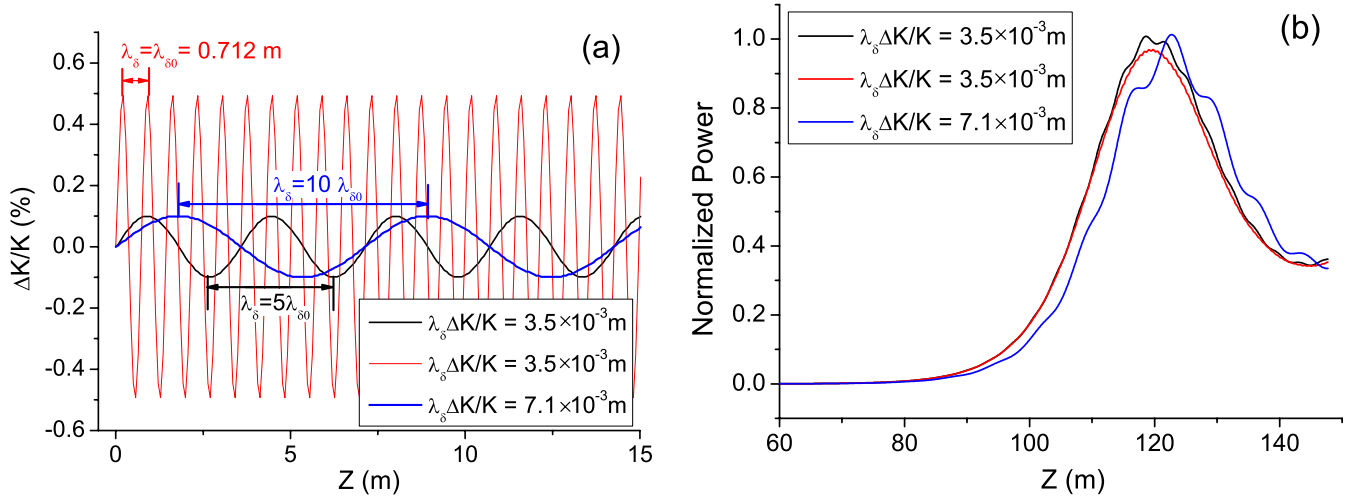 (a)
λδ=λδ0= 0.712 m
0.6
0.4
0.2
0.0
-0.2
-0.4
-0.6
ΔK/K (%)
λδ=10 λδ0
λδ=5λδ0
λδΔK/K = 3.5×10⁻³m
λδΔK/K = 3.5×10⁻³m
λδΔK/K = 7.1×10⁻³m
0 5 10 15
Z (m)
(b)
λδΔK/K = 3.5×10⁻³m
λδΔK/K = 3.5×10⁻³m
λδΔK/K = 7.1×10⁻³m
1.0
0.8
0.6
0.4
0.2
0.0
Normalized Power
60 80 100 120 140
Z (m)